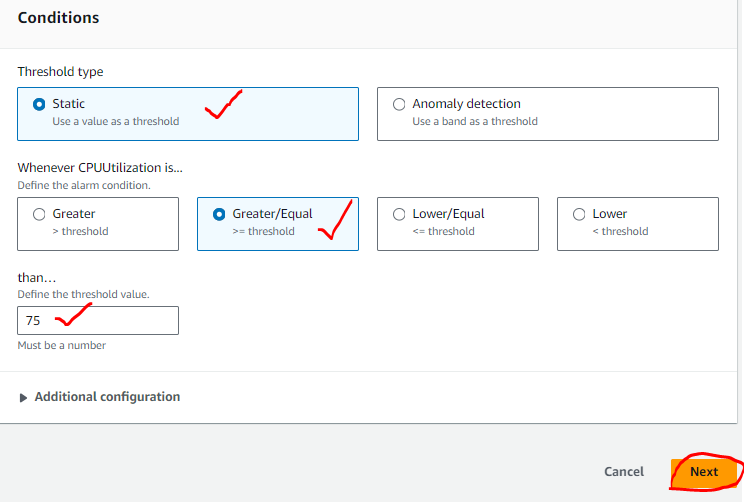 Conditions
Threshold type
Static
Use a value as a threshold
Anomaly detection
Use a band as a threshold
Whenever CPUUtilization is...
Define the alarm condition.
Greater
> threshold
Greater/Equal
>= threshold
Lower/Equal
<= threshold
Lower
< threshold
than...
Define the threshold value.
75
Must be a number
Additional configuration
Cancel
Next